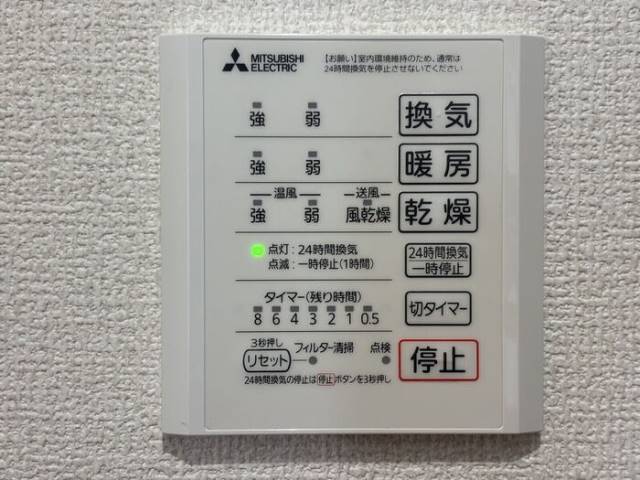 MITSUBISHI
ELECTRIC
【お願い】室内環境維持のため、通常は
24時間換気を停止させないでください
強 弱 換気
強 弱 暖房
温風 送風
強 弱 風乾燥 乾燥
点灯:24時間換気
点滅:一時停止(1時間)
24時間換気
一時停止
タイマー(残り時間)
8 6 4 3 2 1 0.5
切タイマー
3秒押し
リセット フィルター清掃 点検
停止
24時間換気の停止は停止ボタンを3秒押し